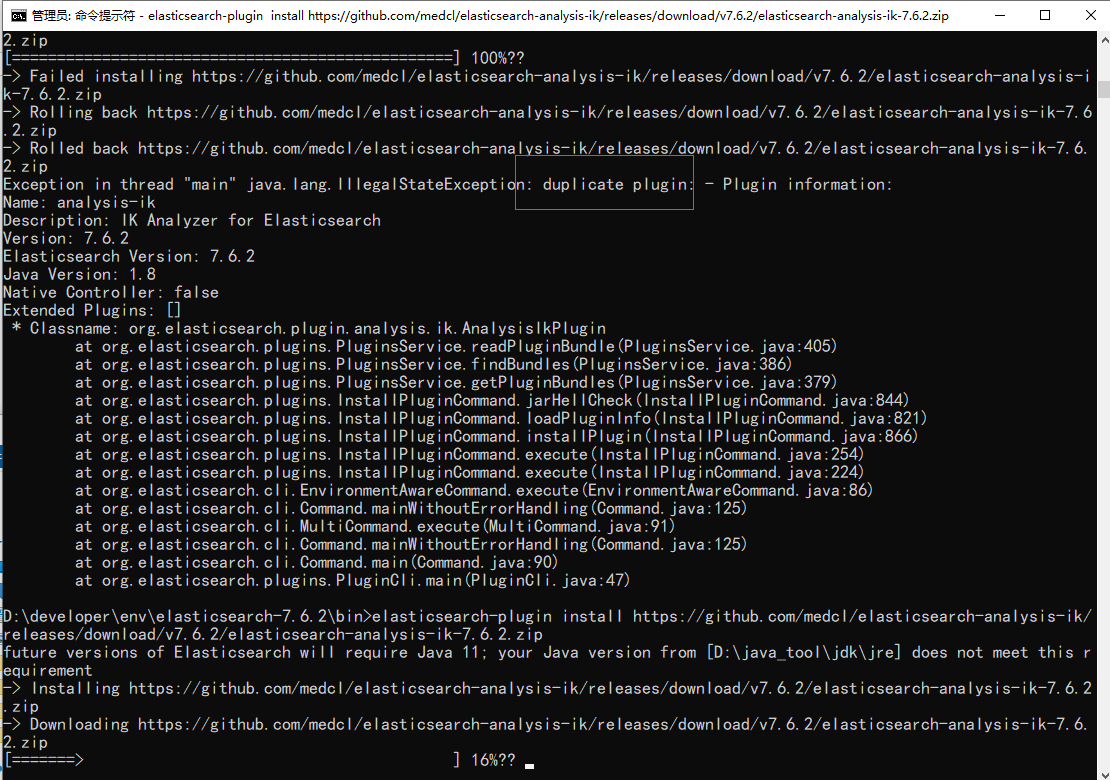 管理员: 命令提示符 - elasticsearch-plugin  install https://github.com/medcl/elasticsearch-analysis-ik/releases/download/v7.6.2/elasticsearch-analysis-ik-7.6.2.zip
2.zip
[=================================================] 100%??
-> Failed installing https://github.com/medcl/elasticsearch-analysis-ik/releases/download/v7.6.2/elasticsearch-analysis-i
k-7.6.2.zip
-> Rolling back https://github.com/medcl/elasticsearch-analysis-ik/releases/download/v7.6.2/elasticsearch-analysis-ik-7.6
.2.zip
-> Rolled back https://github.com/medcl/elasticsearch-analysis-ik/releases/download/v7.6.2/elasticsearch-analysis-ik-7.6.
2.zip
Exception in thread "main" java.lang.IllegalStateException: duplicate plugin: - Plugin information:
Name: analysis-ik
Description: IK Analyzer for Elasticsearch
Version: 7.6.2
Elasticsearch Version: 7.6.2
Java Version: 1.8
Native Controller: false
Extended Plugins: []
 * Classname: org.elasticsearch.plugin.analysis.ik.AnalysisIkPlugin
        at org.elasticsearch.plugins.PluginsService.readPluginBundle(PluginsService.java:405)
        at org.elasticsearch.plugins.PluginsService.findBundles(PluginsService.java:386)
        at org.elasticsearch.plugins.PluginsService.getPluginBundles(PluginsService.java:379)
        at org.elasticsearch.plugins.InstallPluginCommand.jarHellCheck(InstallPluginCommand.java:844)
        at org.elasticsearch.plugins.InstallPluginCommand.loadPluginInfo(InstallPluginCommand.java:821)
        at org.elasticsearch.plugins.InstallPluginCommand.installPlugin(InstallPluginCommand.java:866)
        at org.elasticsearch.plugins.InstallPluginCommand.execute(InstallPluginCommand.java:254)
        at org.elasticsearch.plugins.InstallPluginCommand.execute(InstallPluginCommand.java:224)
        at org.elasticsearch.cli.EnvironmentAwareCommand.execute(EnvironmentAwareCommand.java:86)
        at org.elasticsearch.cli.Command.mainWithoutErrorHandling(Command.java:125)
        at org.elasticsearch.cli.MultiCommand.execute(MultiCommand.java:91)
        at org.elasticsearch.cli.Command.mainWithoutErrorHandling(Command.java:125)
        at org.elasticsearch.cli.Command.main(Command.java:90)
        at org.elasticsearch.plugins.PluginCli.main(PluginCli.java:47)
D:\developer\env\elasticsearch-7.6.2\bin>elasticsearch-plugin install https://github.com/medcl/elasticsearch-analysis-ik/
releases/download/v7.6.2/elasticsearch-analysis-ik-7.6.2.zip
future versions of Elasticsearch will require Java 11; your Java version from [D:\java_tool\jdk\jre] does not meet this r
equirement
-> Installing https://github.com/medcl/elasticsearch-analysis-ik/releases/download/v7.6.2/elasticsearch-analysis-ik-7.6.2
.zip
-> Downloading https://github.com/medcl/elasticsearch-analysis-ik/releases/download/v7.6.2/elasticsearch-analysis-ik-7.6.
2.zip
[=======>                                         ] 16%??